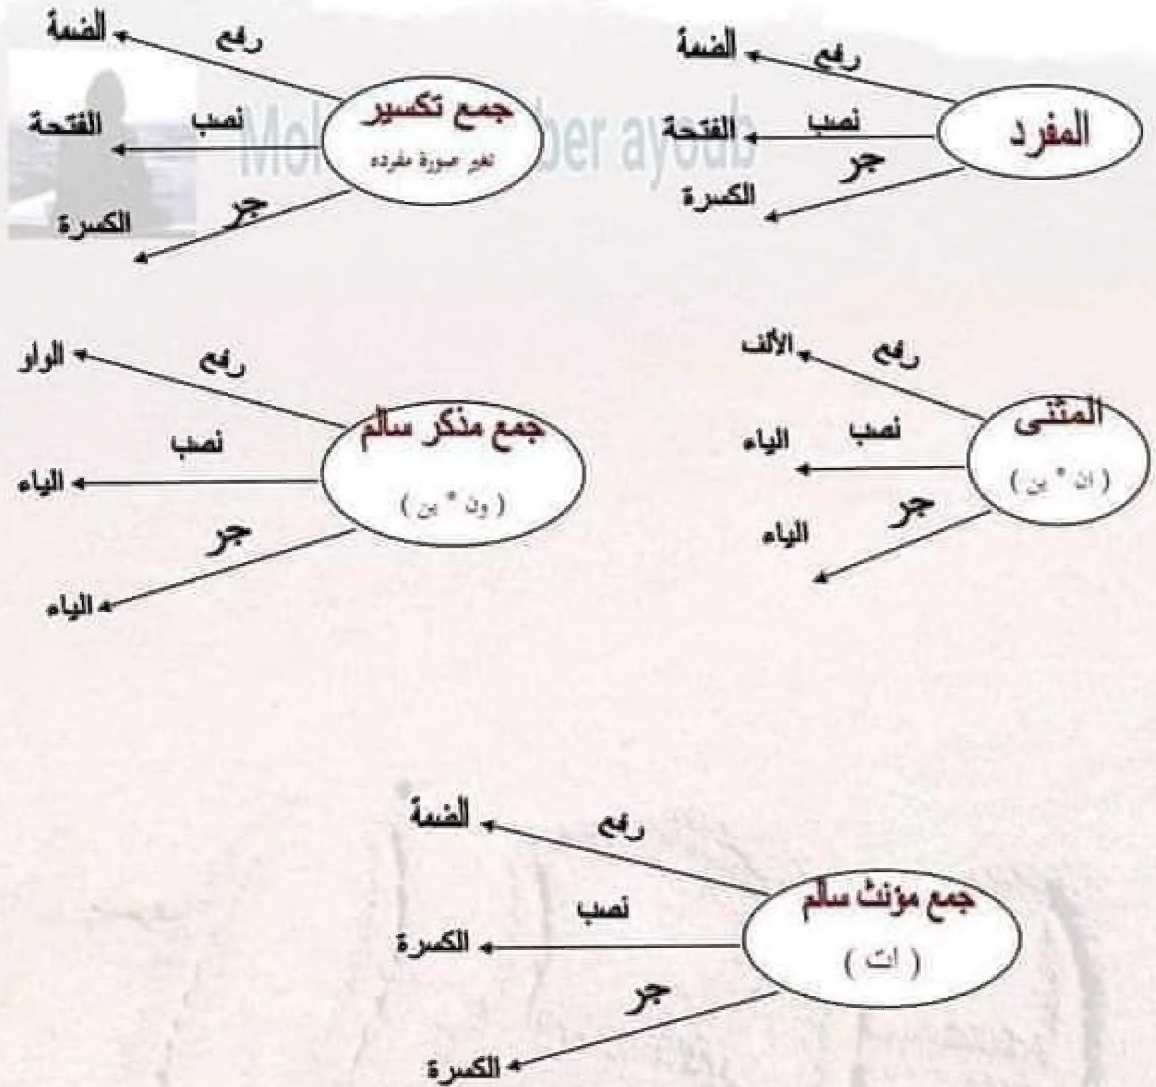 المفرد
رفع
الضمة
نصب
الفتحة
جر
الكسرة
جمع تكسير
تغير صورة مفرده
رفع
الضمة
نصب
الفتحة
جر
الكسرة
المثنى
( ان * ين )
رفع
الألف
نصب
الياء
جر
الياء
جمع مذكر سالم
( ون * ين )
رفع
الواو
نصب
الياء
جر
الياء
جمع مؤنث سالم
( ات )
رفع
الضمة
نصب
الكسرة
جر
الكسرة
ayoub